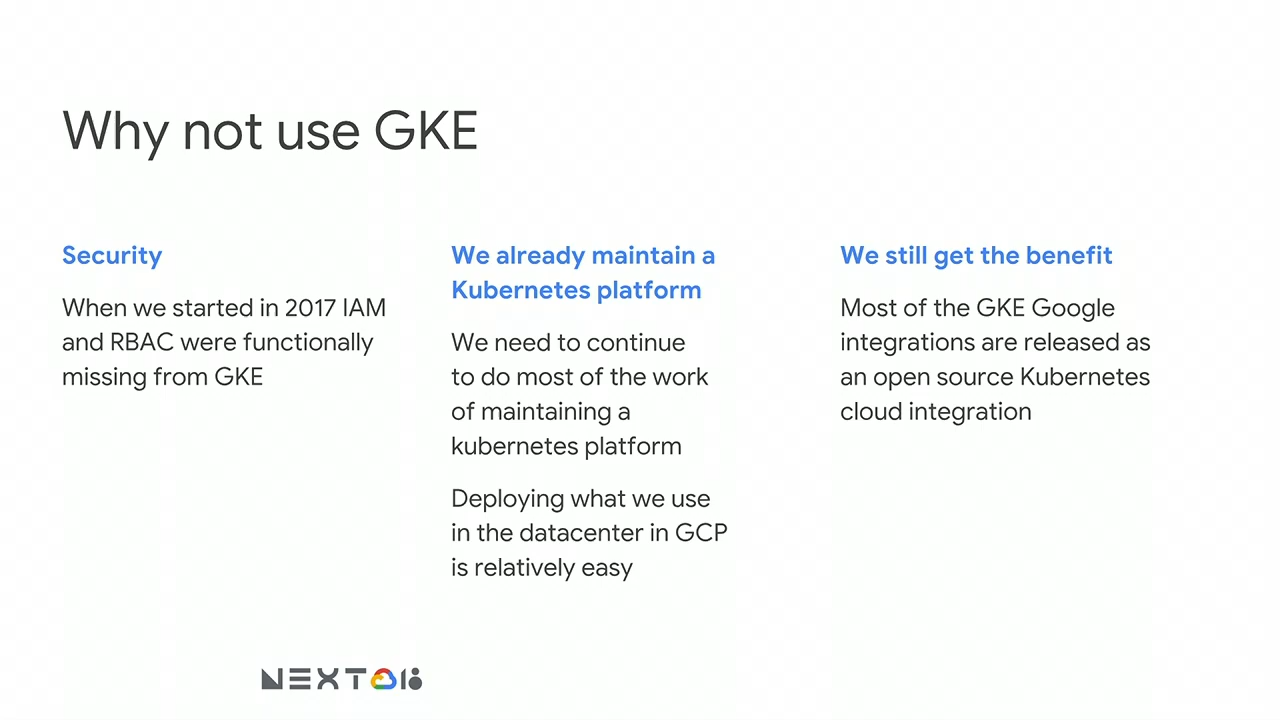 Why not use GKE
Security
When we started in 2017 IAM
and RBAC were functionally
missing from GKE
We already maintain a
Kubernetes platform
We need to continue
to do most of the work
of maintaining a
kubernetes platform
Deploying what we use
in the datacenter in GCP
is relatively easy
We still get the benefit
Most of the GKE Google
integrations are released as
an open source Kubernetes
cloud integration
NEXT 18